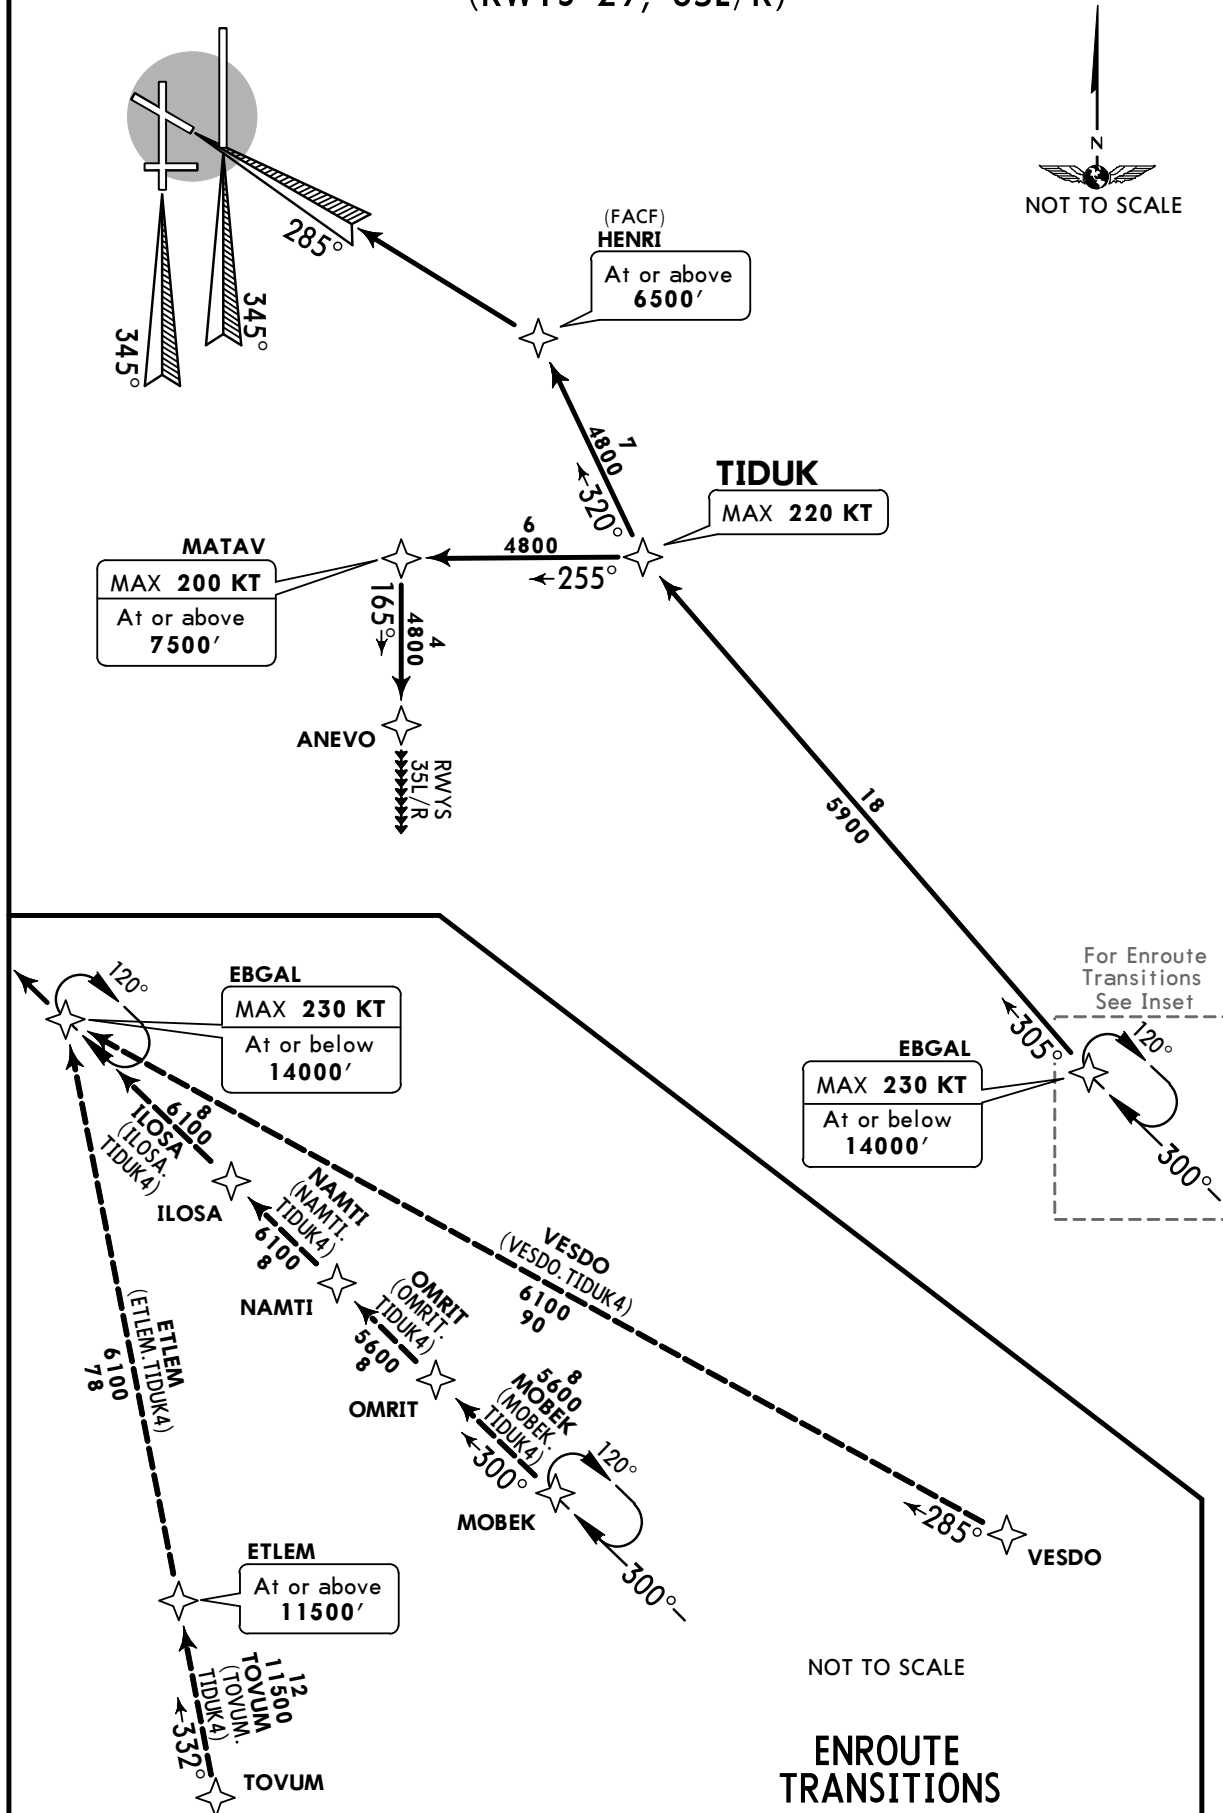 N
NOT TO SCALE
285°
345°
345°
(FACF)
HENRI
At or above
6500′
7
4800
320°
TIDUK
MAX 220 KT
6
4800
255°
MATAV
MAX 200 KT
At or above
7500′
165°
4
4800
ANEVO
RWYS
35L/R
18
5900
For Enroute
Transitions
See Inset
305°
120°
EBGAL
MAX 230 KT
At or below
14000′
300°
120°
EBGAL
MAX 230 KT
At or below
14000′
8
6100
ILOSA
(ILOSA.
TIDUK4)
ILOSA
NAMTI
(NAMTI.
TIDUK4)
6100
8
NAMTI
VESDO
(VESDO.TIDUK4)
6100
90
OMRIT
(OMRIT.
TIDUK4)
5600
8
OMRIT
ETLEM
(ETLEM.TIDUK4)
6100
78
8
5600
MOBEK
(MOBEK.
TIDUK4)
300°
120°
MOBEK
300°
285°
VESDO
ETLEM
At or above
11500′
12
11500
TOVUM
(TOVUM.
TIDUK4)
332°
TOVUM
NOT TO SCALE
ENROUTE
TRANSITIONS